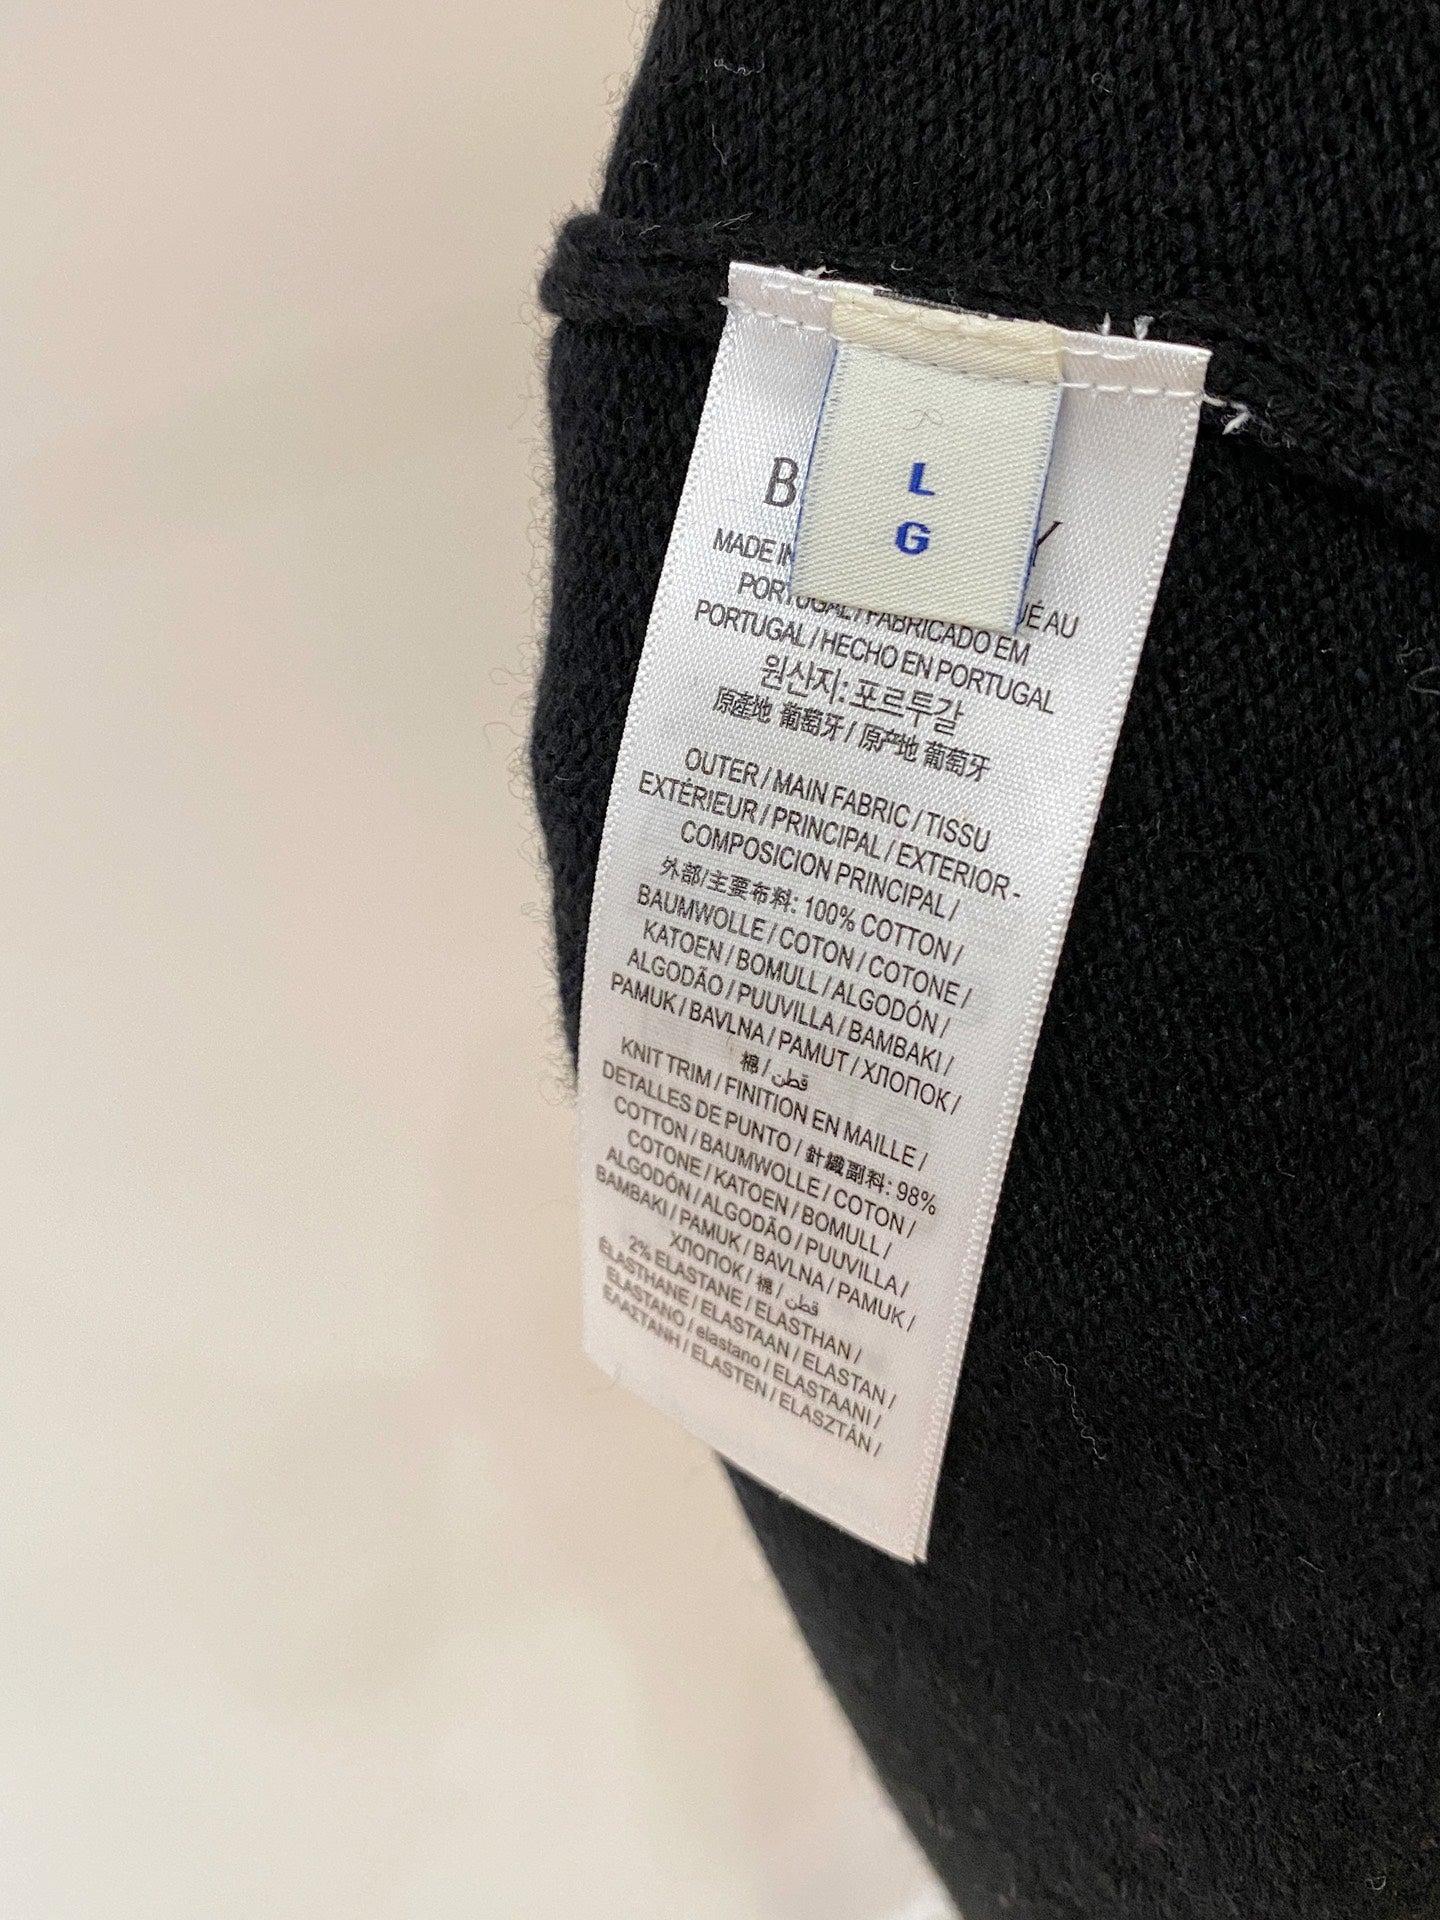 L
G
B Y
MADE IN
PORTUGAL / FABRICADO EM
PORTUGAL / HECHO EN PORTUGAL
원산지: 포르투갈
原産地 葡萄牙 / 原产地 葡萄牙
OUTER / MAIN FABRIC / TISSU
EXTÉRIEUR / PRINCIPAL / EXTERIOR -
COMPOSICION PRINCIPAL /
外部/主要布料: 100% COTTON /
BAUMWOLLE / COTON / COTONE /
KATOEN / BOMULL / ALGODÓN /
ALGODÃO / PUUVILLA / BAMBAKI /
PAMUK / BAVLNA / PAMUT / ХЛОПОК /
棉 / قطن
KNIT TRIM / FINITION EN MAILLE /
DETALLES DE PUNTO / 針織副料: 98%
COTTON / BAUMWOLLE / COTON /
COTONE / KATOEN / BOMULL /
ALGODÓN / ALGODÃO / PUUVILLA /
BAMBAKI / PAMUK / BAVLNA / PAMUK /
ХЛОПОК / 棉 / قطن
2% ELASTANE / ELASTHAN /
ÉLASTHANE / ELASTAAN / ELASTAN /
ELASTANO / elastano / ELASTAANI /
ΕΛΑΣΤΑΝΗ / ELASTEN / ELASZTÁN /